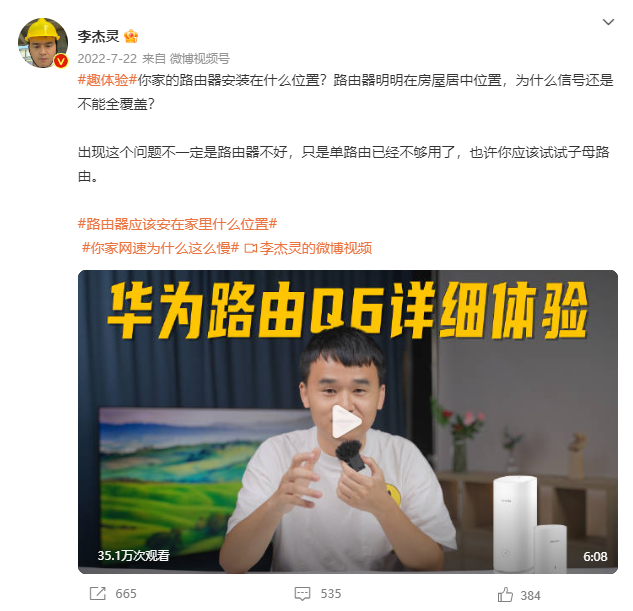 李杰灵
2022-7-22 来自 微博视频号
#趣体验#你家的路由器安装在什么位置？路由器明明在房屋居中位置，为什么信号还是
不能全覆盖？
出现这个问题不一定是路由器不好，只是单路由已经不够用了，也许你应该试试子母路
由。
#路由器应该安在家里什么位置#
#你家网速为什么这么慢# 李杰灵的微博视频
华为路由Q6详细体验
35.1万次观看
6:08
665
535
384